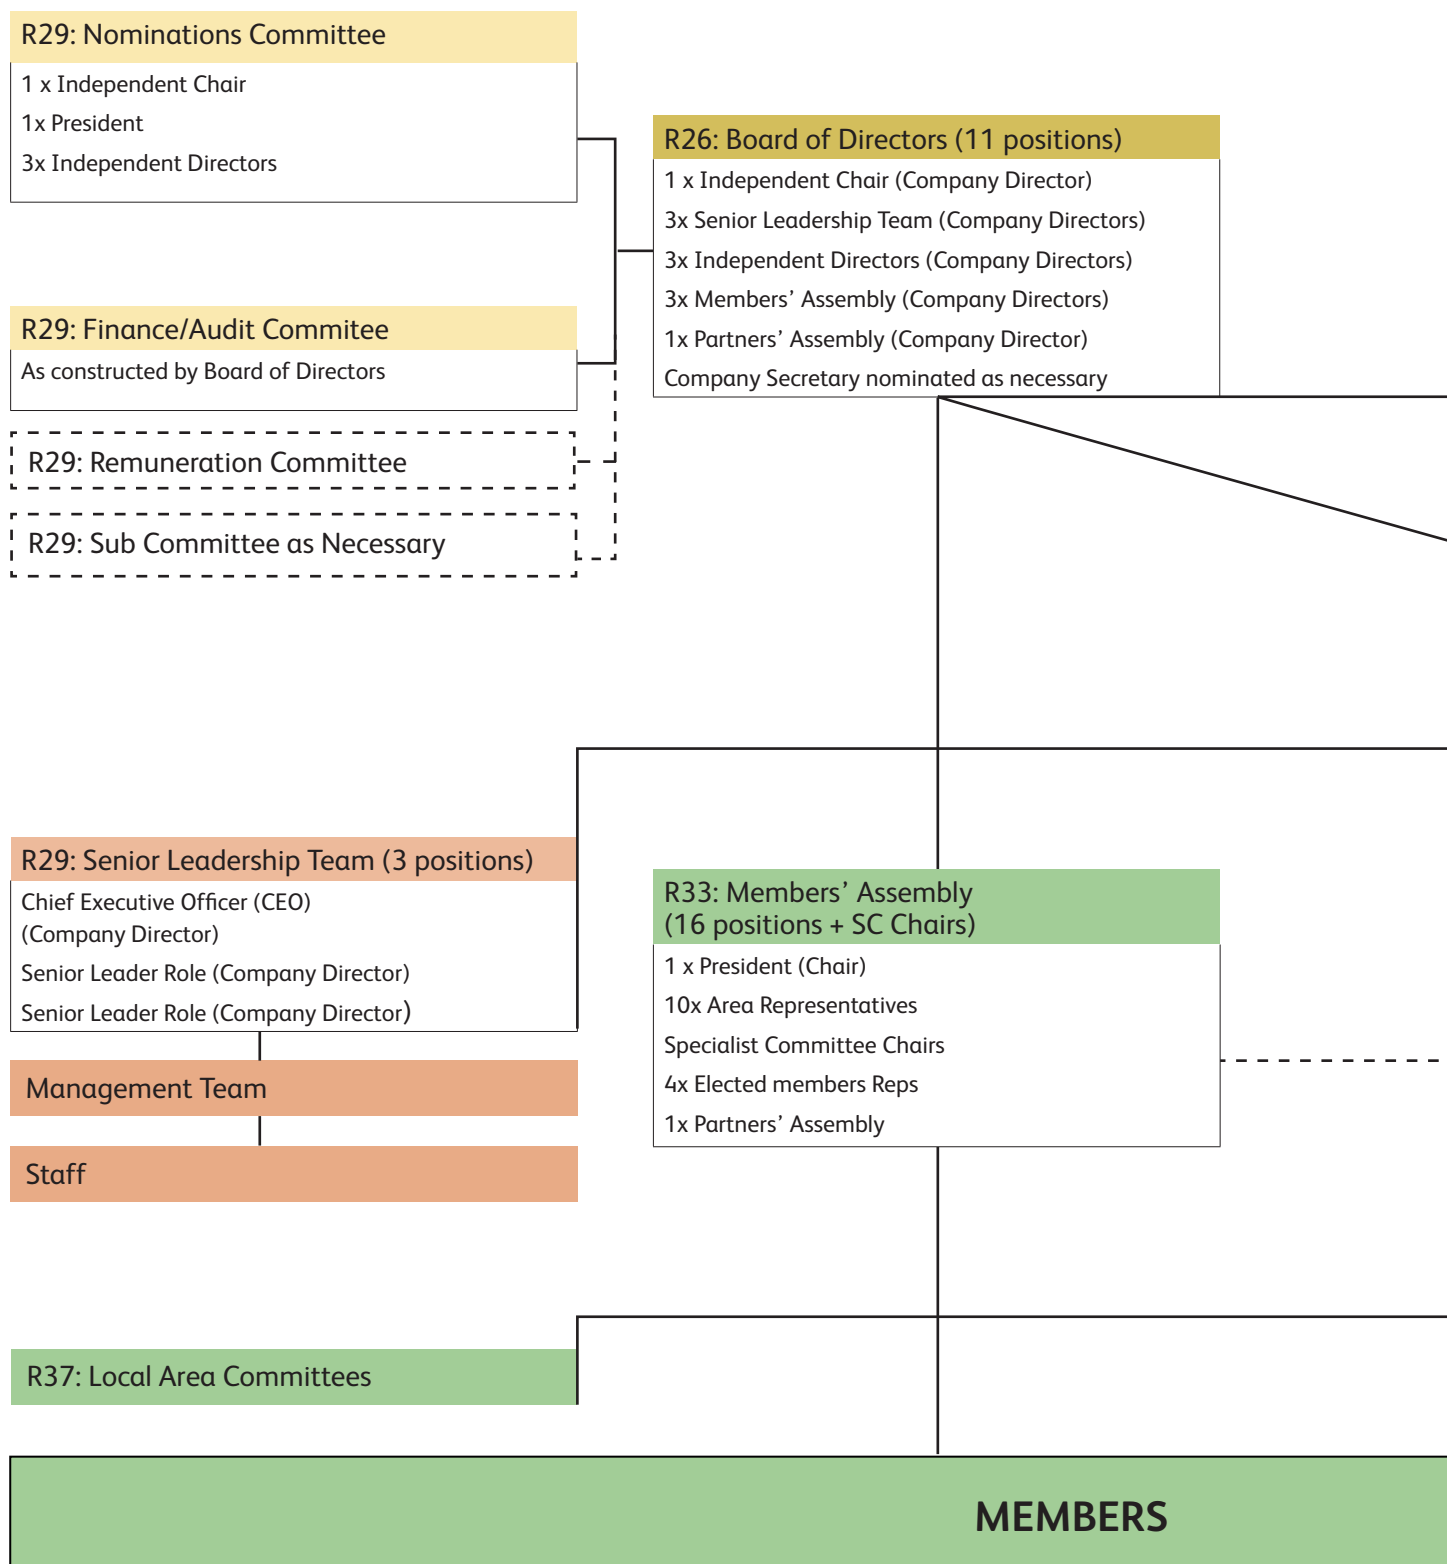 R29: Nominations Committee
1 x Independent Chair
1x President
3x Independent Directors
R26: Board of Directors (11 positions)
1 x Independent Chair (Company Director)
3x Senior Leadership Team (Company Directors)
3x Independent Directors (Company Directors)
3x Members’ Assembly (Company Directors)
1x Partners’ Assembly (Company Director)
Company Secretary nominated as necessary
R29: Finance/Audit Commitee
As constructed by Board of Directors
R29: Remuneration Committee
R29: Sub Committee as Necessary
R29: Senior Leadership Team (3 positions)
Chief Executive Officer (CEO)
(Company Director)
Senior Leader Role (Company Director)
Senior Leader Role (Company Director)
Management Team
Staff
R33: Members’ Assembly
(16 positions + SC Chairs)
1 x President (Chair)
10x Area Representatives
Specialist Committee Chairs
4x Elected members Reps
1x Partners’ Assembly
R37: Local Area Committees
MEMBERS